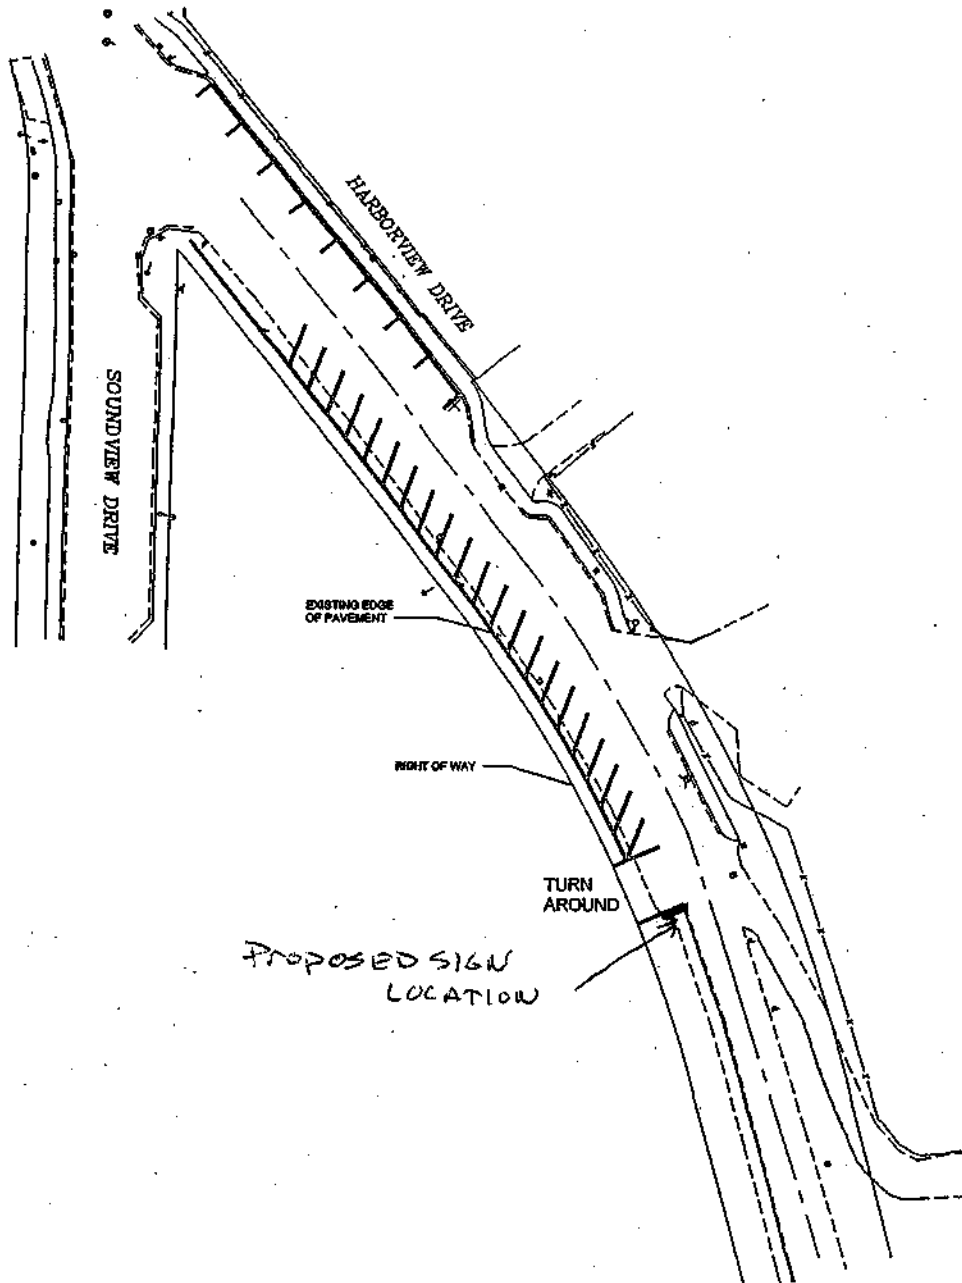 HARBORVIEW DRIVE
SOUNDVIEW DRIVE
EXISTING EDGE
OF PAVEMENT
RIGHT OF WAY
TURN
AROUND
PROPOSED SIGN
LOCATION